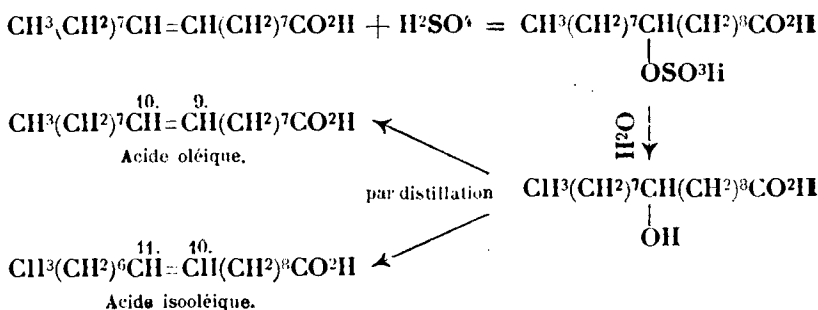 CH³(CH²)⁷CH=CH(CH²)⁷CO²H + H²SO⁴ = CH³(CH²)⁷CH(CH²)⁸CO²H
OSO³H
10. 9.
CH³(CH²)⁷CH=CH(CH²)⁷CO²H
Acide oléique.
H²O
par distillation
CH³(CH²)⁷CH(CH²)⁸CO²H
OH
11. 10.
CH³(CH²)⁶CH=CH(CH²)⁸CO²H
Acide isooléique.